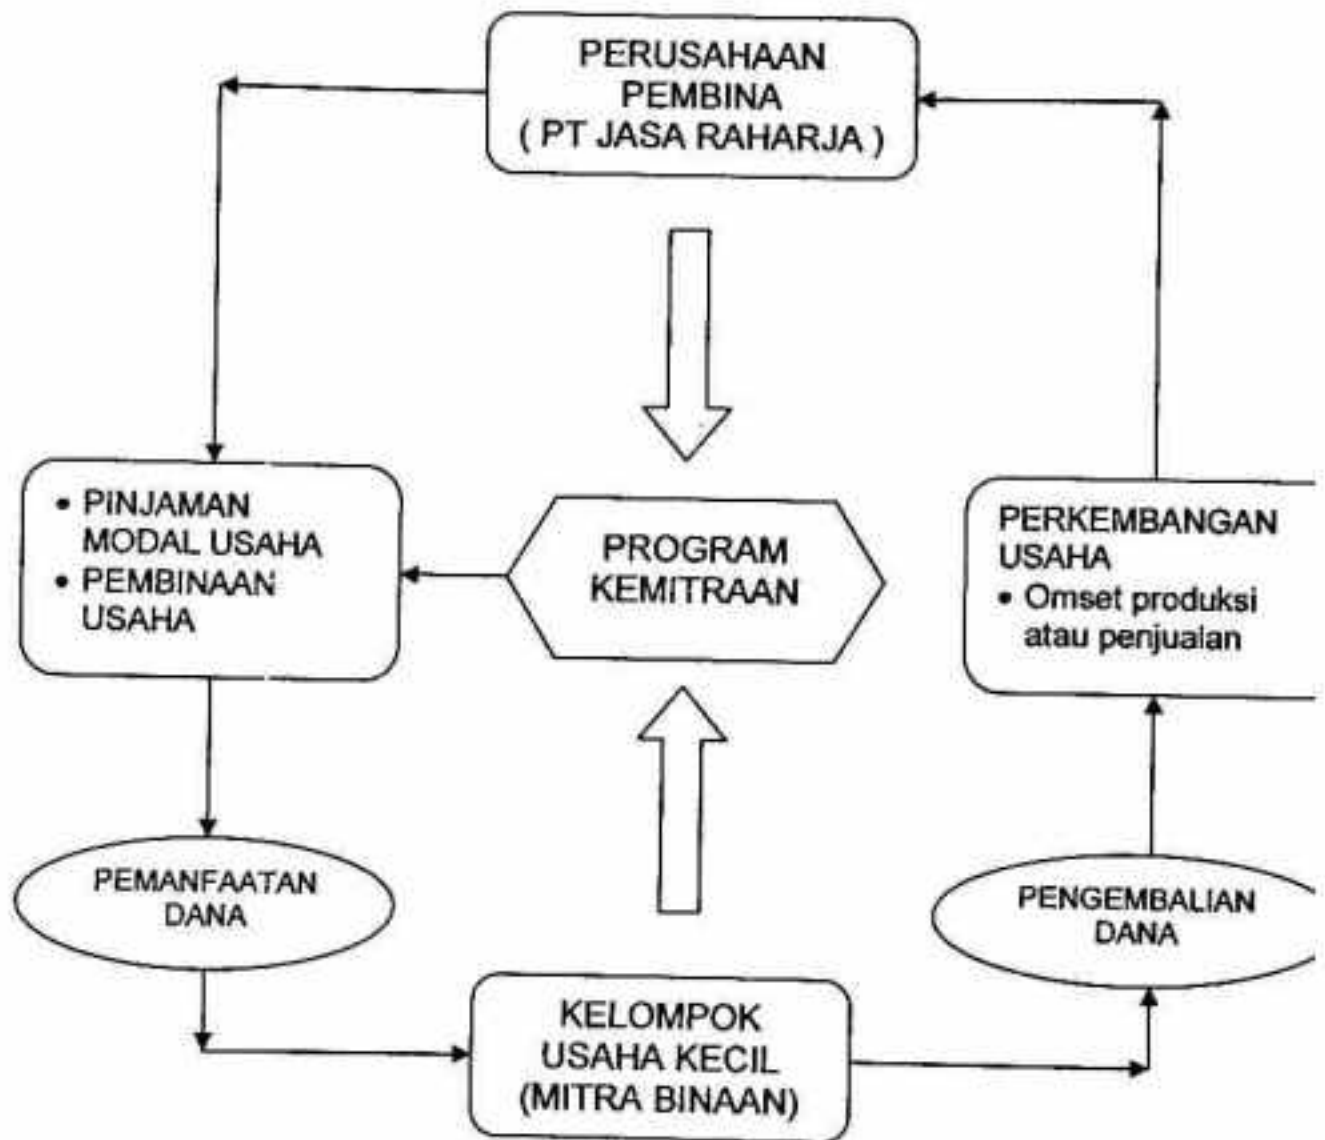 PERUSAHAAN
PEMBINA
( PT JASA RAHARJA )
• PINJAMAN
MODAL USAHA
• PEMBINAAN
USAHA
PROGRAM
KEMITRAAN
PERKEMBANGAN
USAHA
• Omset produksi
atau penjualan
PEMANFAATAN
DANA
PENGEMBALIAN
DANA
KELOMPOK
USAHA KECIL
(MITRA BINAAN)